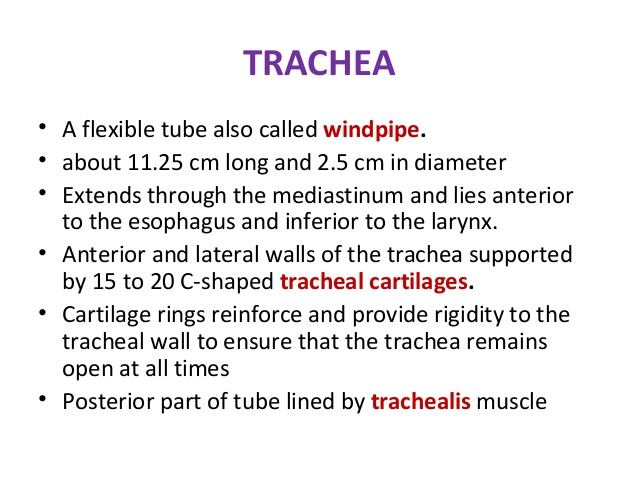 TRACHEA
• A flexible tube also called windpipe.
• about 11.25 cm long and 2.5 cm in diameter
• Extends through the mediastinum and lies anterior
to the esophagus and inferior to the larynx.
• Anterior and lateral walls of the trachea supported
by 15 to 20 C-shaped tracheal cartilages.
• Cartilage rings reinforce and provide rigidity to the
tracheal wall to ensure that the trachea remains
open at all times
• Posterior part of tube lined by trachealis muscle